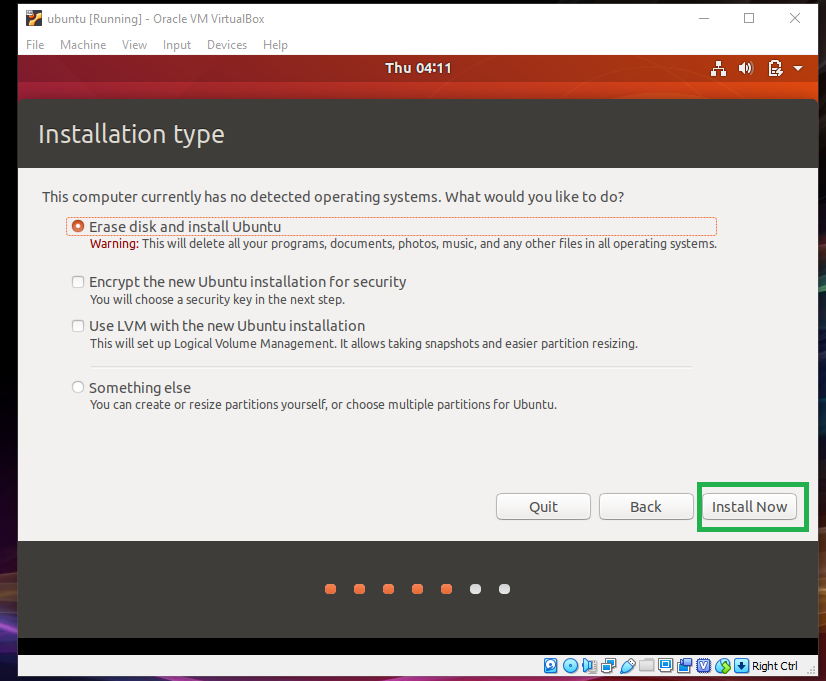 ubuntu [Running] - Oracle VM VirtualBox
File Machine View Input Devices Help
Thu 04:11
Installation type
This computer currently has no detected operating systems. What would you like to do?
Erase disk and install Ubuntu
Warning: This will delete all your programs, documents, photos, music, and any other files in all operating systems.
Encrypt the new Ubuntu installation for security
You will choose a security key in the next step.
Use LVM with the new Ubuntu installation
This will set up Logical Volume Management. It allows taking snapshots and easier partition resizing.
Something else
You can create or resize partitions yourself, or choose multiple partitions for Ubuntu.
Quit Back Install Now
Right Ctrl